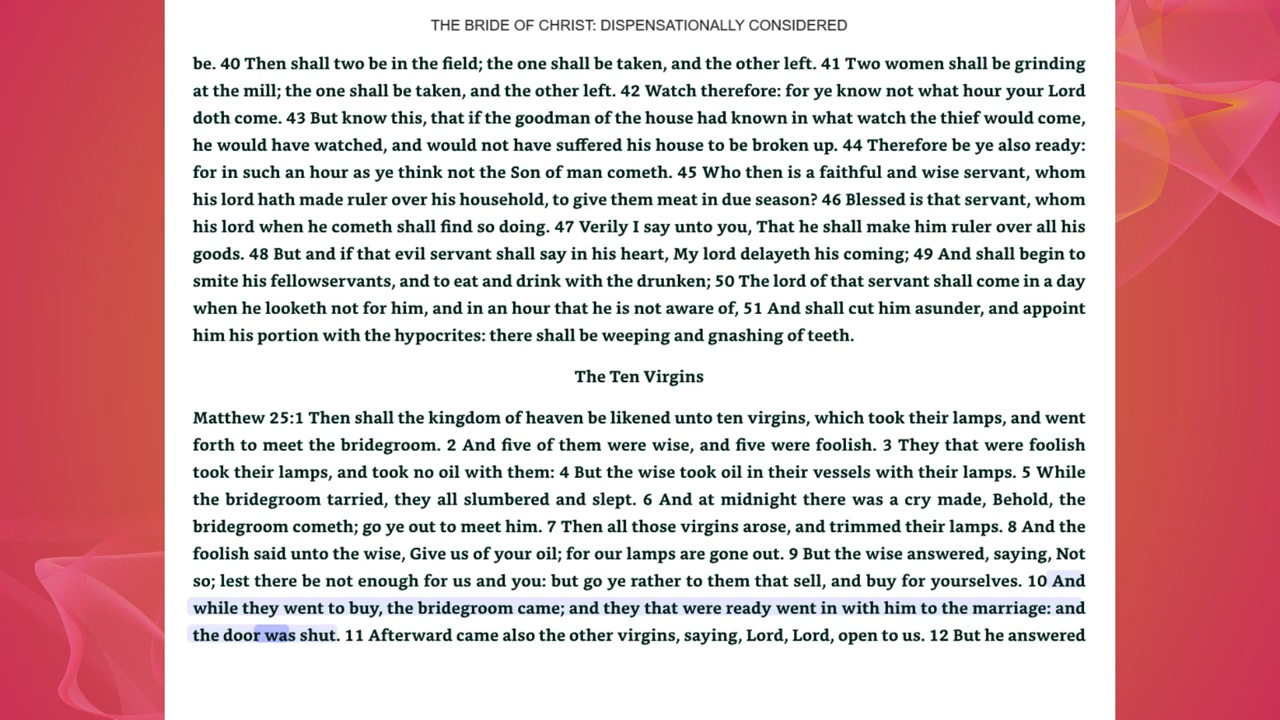 THE BRIDE OF CHRIST: DISPENSATIONALLY CONSIDERED
be. 40 Then shall two be in the field; the one shall be taken, and the other left. 41 Two women shall be grinding
at the mill; the one shall be taken, and the other left. 42 Watch therefore: for ye know not what hour your Lord
doth come. 43 But know this, that if the goodman of the house had known in what watch the thief would come,
he would have watched, and would not have suffered his house to be broken up. 44 Therefore be ye also ready:
for in such an hour as ye think not the Son of man cometh. 45 Who then is a faithful and wise servant, whom
his lord hath made ruler over his household, to give them meat in due season? 46 Blessed is that servant, whom
his lord when he cometh shall find so doing. 47 Verily I say unto you, That he shall make him ruler over all his
goods. 48 But and if that evil servant shall say in his heart, My lord delayeth his coming; 49 And shall begin to
smite his fellowservants, and to eat and drink with the drunken; 50 The lord of that servant shall come in a day
when he looketh not for him, and in an hour that he is not aware of, 51 And shall cut him asunder, and appoint
him his portion with the hypocrites: there shall be weeping and gnashing of teeth.
The Ten Virgins
Matthew 25:1 Then shall the kingdom of heaven be likened unto ten virgins, which took their lamps, and went
forth to meet the bridegroom. 2 And five of them were wise, and five were foolish. 3 They that were foolish
took their lamps, and took no oil with them: 4 But the wise took oil in their vessels with their lamps. 5 While
the bridegroom tarried, they all slumbered and slept. 6 And at midnight there was a cry made, Behold, the
bridegroom cometh; go ye out to meet him. 7 Then all those virgins arose, and trimmed their lamps. 8 And the
foolish said unto the wise, Give us of your oil; for our lamps are gone out. 9 But the wise answered, saying, Not
so; lest there be not enough for us and you: but go ye rather to them that sell, and buy for yourselves. 10 And
while they went to buy, the bridegroom came; and they that were ready went in with him to the marriage: and
the door was shut. 11 Afterward came also the other virgins, saying, Lord, Lord, open to us. 12 But he answered